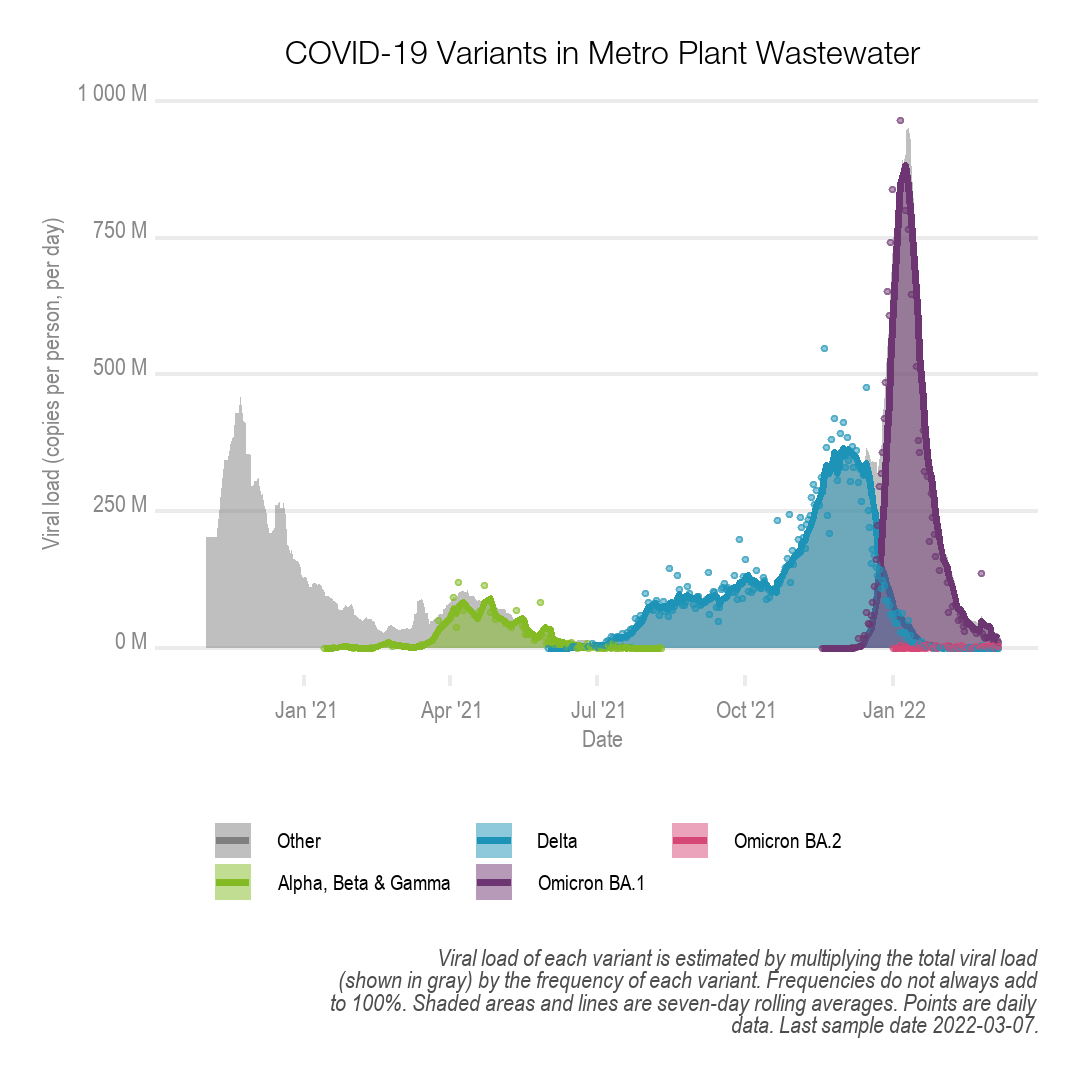 COVID-19 Variants in Metro Plant Wastewater
1 000 M
750 M
500 M
250 M
0 M
Viral load (copies per person, per day)
Jan '21
Apr '21
Jul '21
Oct '21
Jan '22
Date
Other
Delta
Omicron BA.2
Alpha, Beta & Gamma
Omicron BA.1
Viral load of each variant is estimated by multiplying the total viral load
(shown in gray) by the frequency of each variant. Frequencies do not always add
to 100%. Shaded areas and lines are seven-day rolling averages. Points are daily
data. Last sample date 2022-03-07.